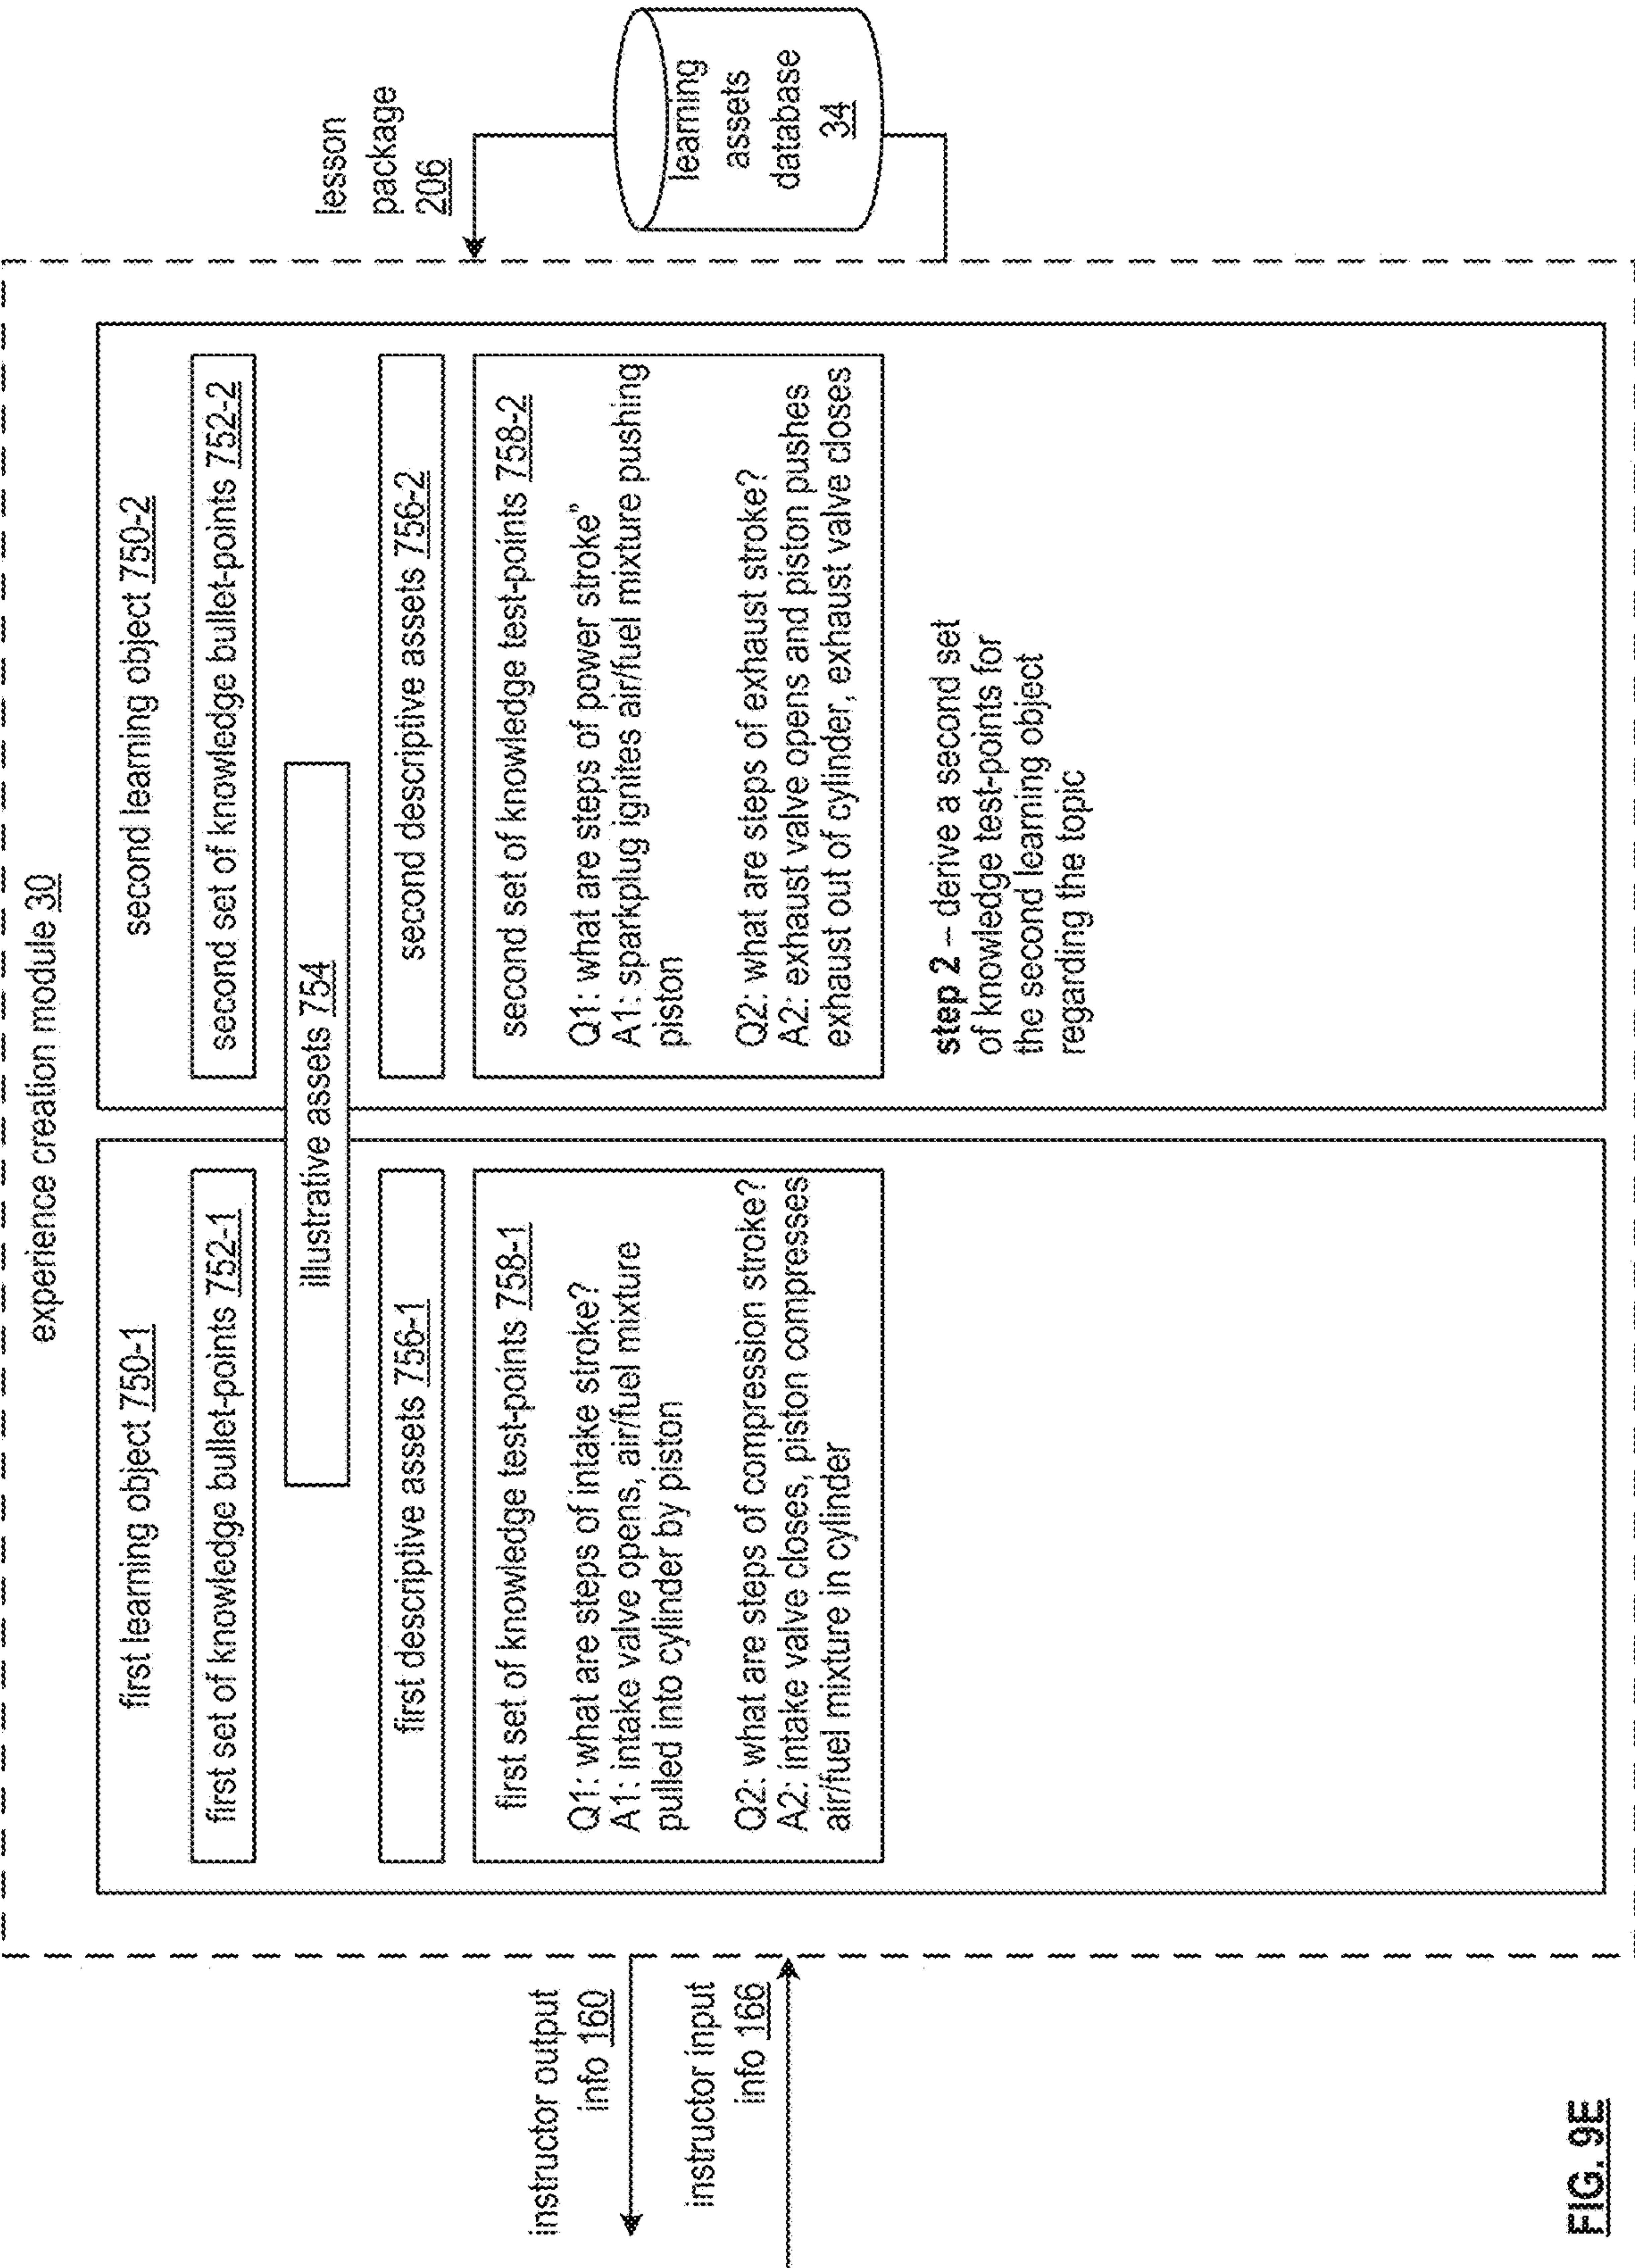 experience creation module 30
first learning object 750-1
first set of knowledge bullet-points 752-1
second learning object 750-2
second set of knowledge bullet-points 752-2
illustrative assets 754
first descriptive assets 756-1
second descriptive assets 756-2
first set of knowledge test-points 758-1
Q1: what are steps of intake stroke?
A1: intake valve opens, air/fuel mixture
pulled into cylinder by piston
Q2: what are steps of compression stroke?
A2: intake valve closes, piston compresses
air/fuel mixture in cylinder
second set of knowledge test-points 758-2
Q1: what are steps of power stroke”
A1: sparkplug ignites air/fuel mixture pushing
piston
Q2: what are steps of exhaust stroke?
A2: exhaust valve opens and piston pushes
exhaust out of cylinder, exhaust valve closes
step 2 – derive a second set
of knowledge test-points for
the second learning object
regarding the topic
instructor output
info 160
instructor input
info 166
lesson
package
206
learning
assets
database
34
FIG. 9E